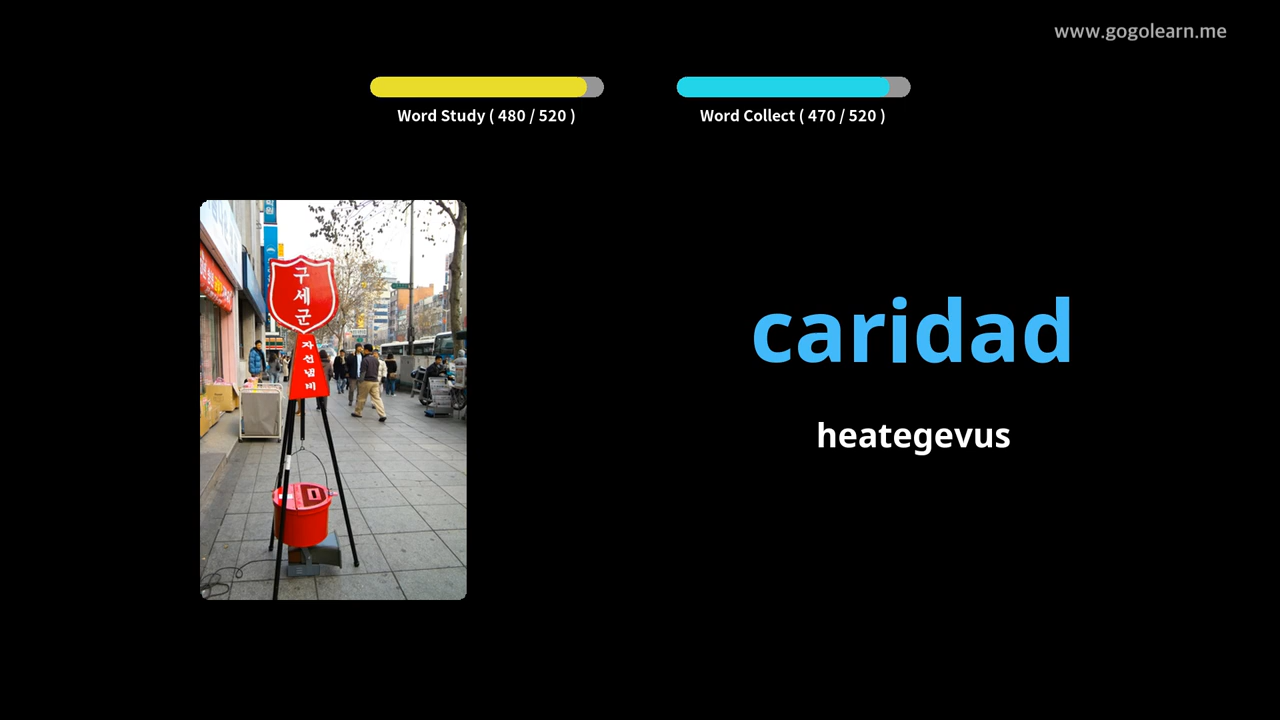 www.gogolearn.me
Word Study ( 480 / 520 )
Word Collect ( 470 / 520 )
구세군
자선냄비
caridad
heategevus